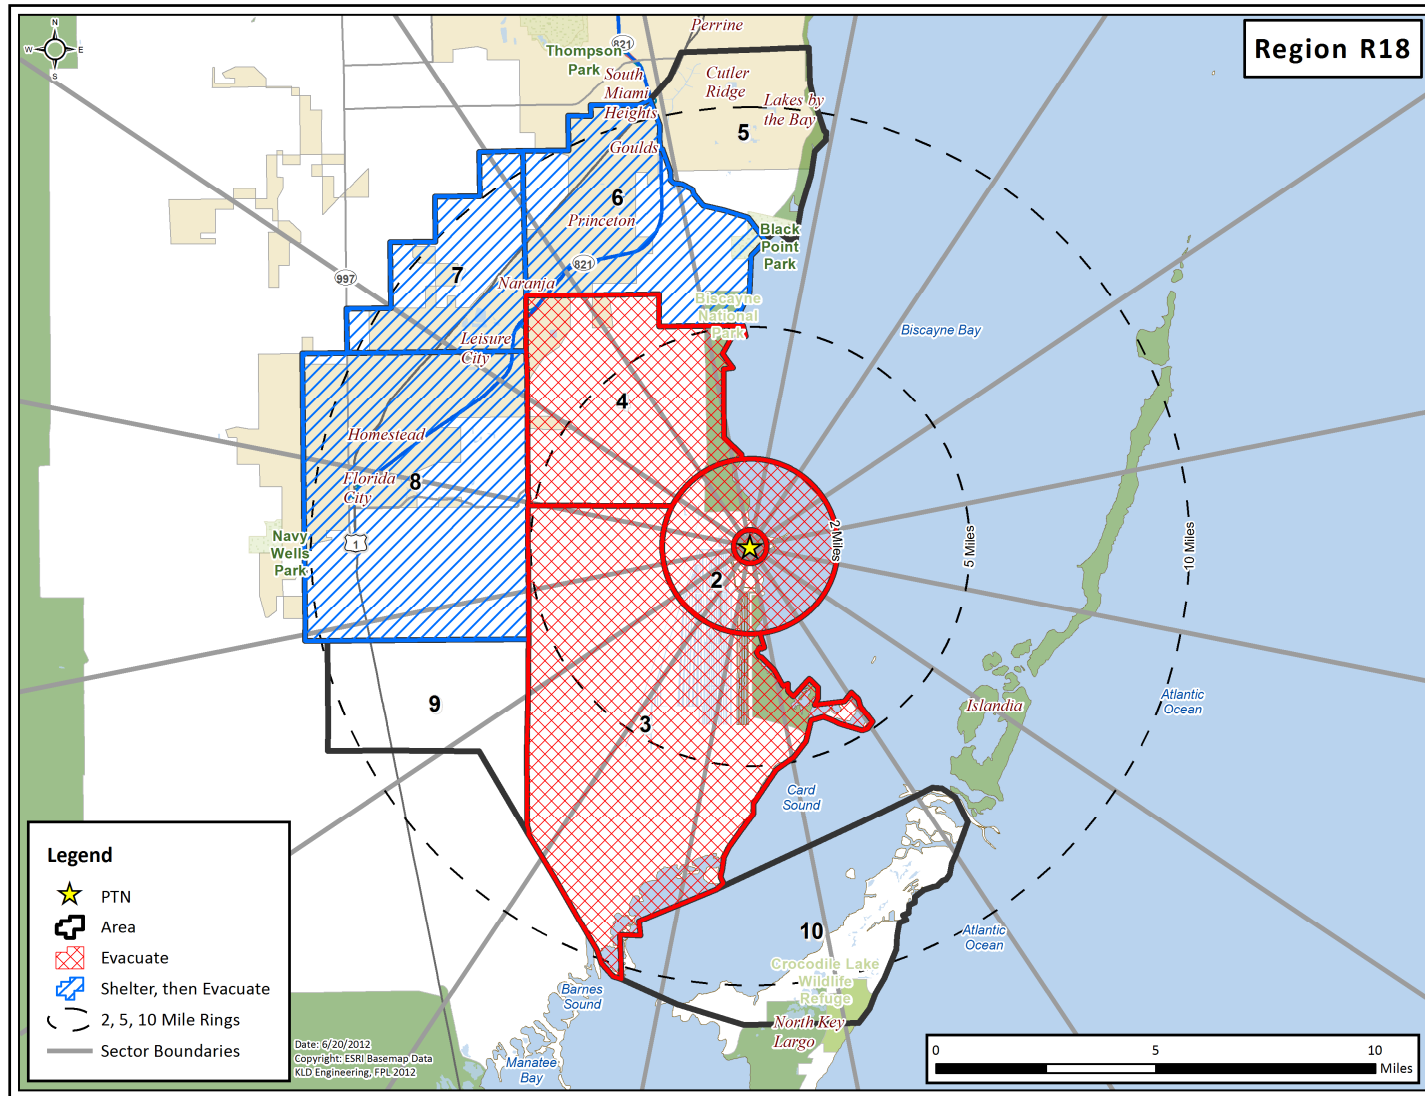 Region R18
N
W
E
S
Perrine
821
Thompson
Park
South
Miami
Heights
Cutler
Ridge
Lakes by
the Bay
5
Goulds
6
Princeton
Black
Point
Park
821
7
997
Naranja
Biscayne
National
Park
Biscayne Bay
Leisure
City
4
Homestead
Florida
City
8
Navy
Wells
Park
1
2 Miles
5 Miles
10 Miles
2
9
3
Islandia
Atlantic
Ocean
Card
Sound
10
Atlantic
Ocean
Crocodile Lake
Wildlife
Refuge
Barnes
Sound
North Key
Largo
Manatee
Bay
Legend
PTN
Area
Evacuate
Shelter, then Evacuate
2, 5, 10 Mile Rings
Sector Boundaries
Date: 6/20/2012
Copyright: ESRI Basemap Data
KLD Engineering, FPL 2012
0
5
10
Miles